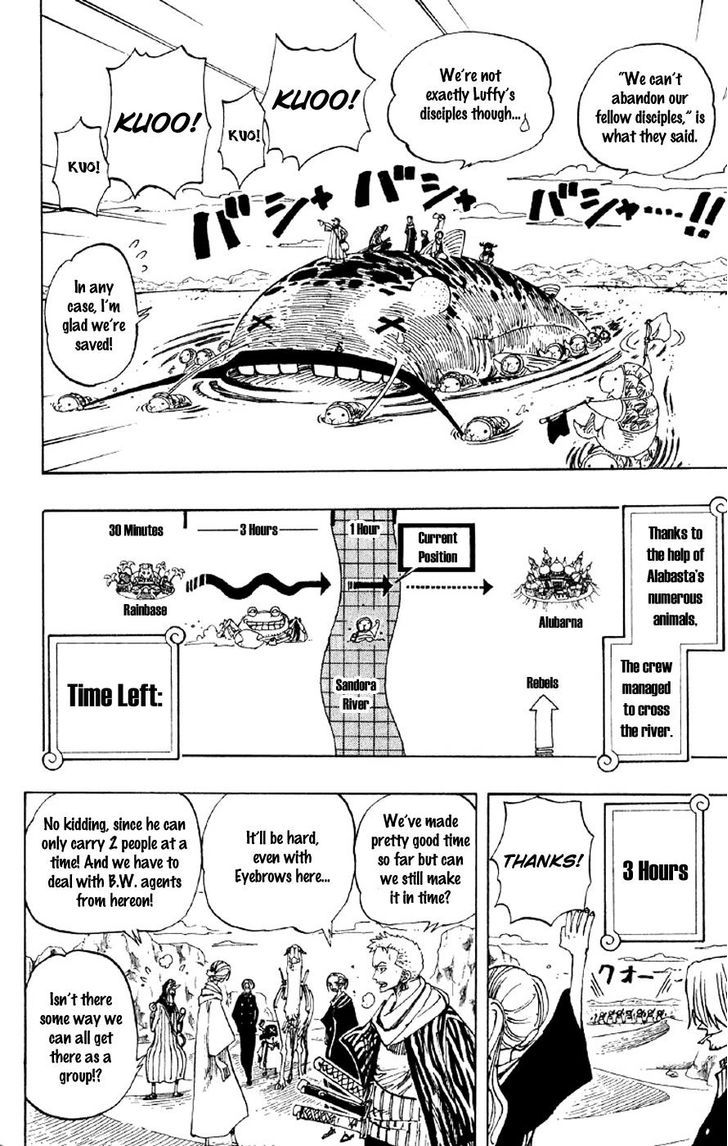 "We can't
abandon our
fellow disciples," is
what they said.
We're not
exactly Luffy's
disciples though...
KUOO!
KUO!
KUOO!
KUO!
バシャ バシャ バシャ…!!
In any
case, I'm
glad we're
saved!
Thanks to
the help of
Alabasta's
numerous
animals,
The crew
managed
to cross
the river.
30 Minutes
3 Hours
1 Hour
Current
Position
Rainbase
Alubarna
Sandora
River
Rebels
Time Left:
3 Hours
THANKS!
クオー
We've made
pretty good time
so far but can
we still make
it in time?
It'll be hard,
even with
Eyebrows here...
No kidding, since he can
only carry 2 people at a
time! And we have to
deal with B.W. agents
from hereon!
Isn't there
some way we
can all get
there as a
group!?